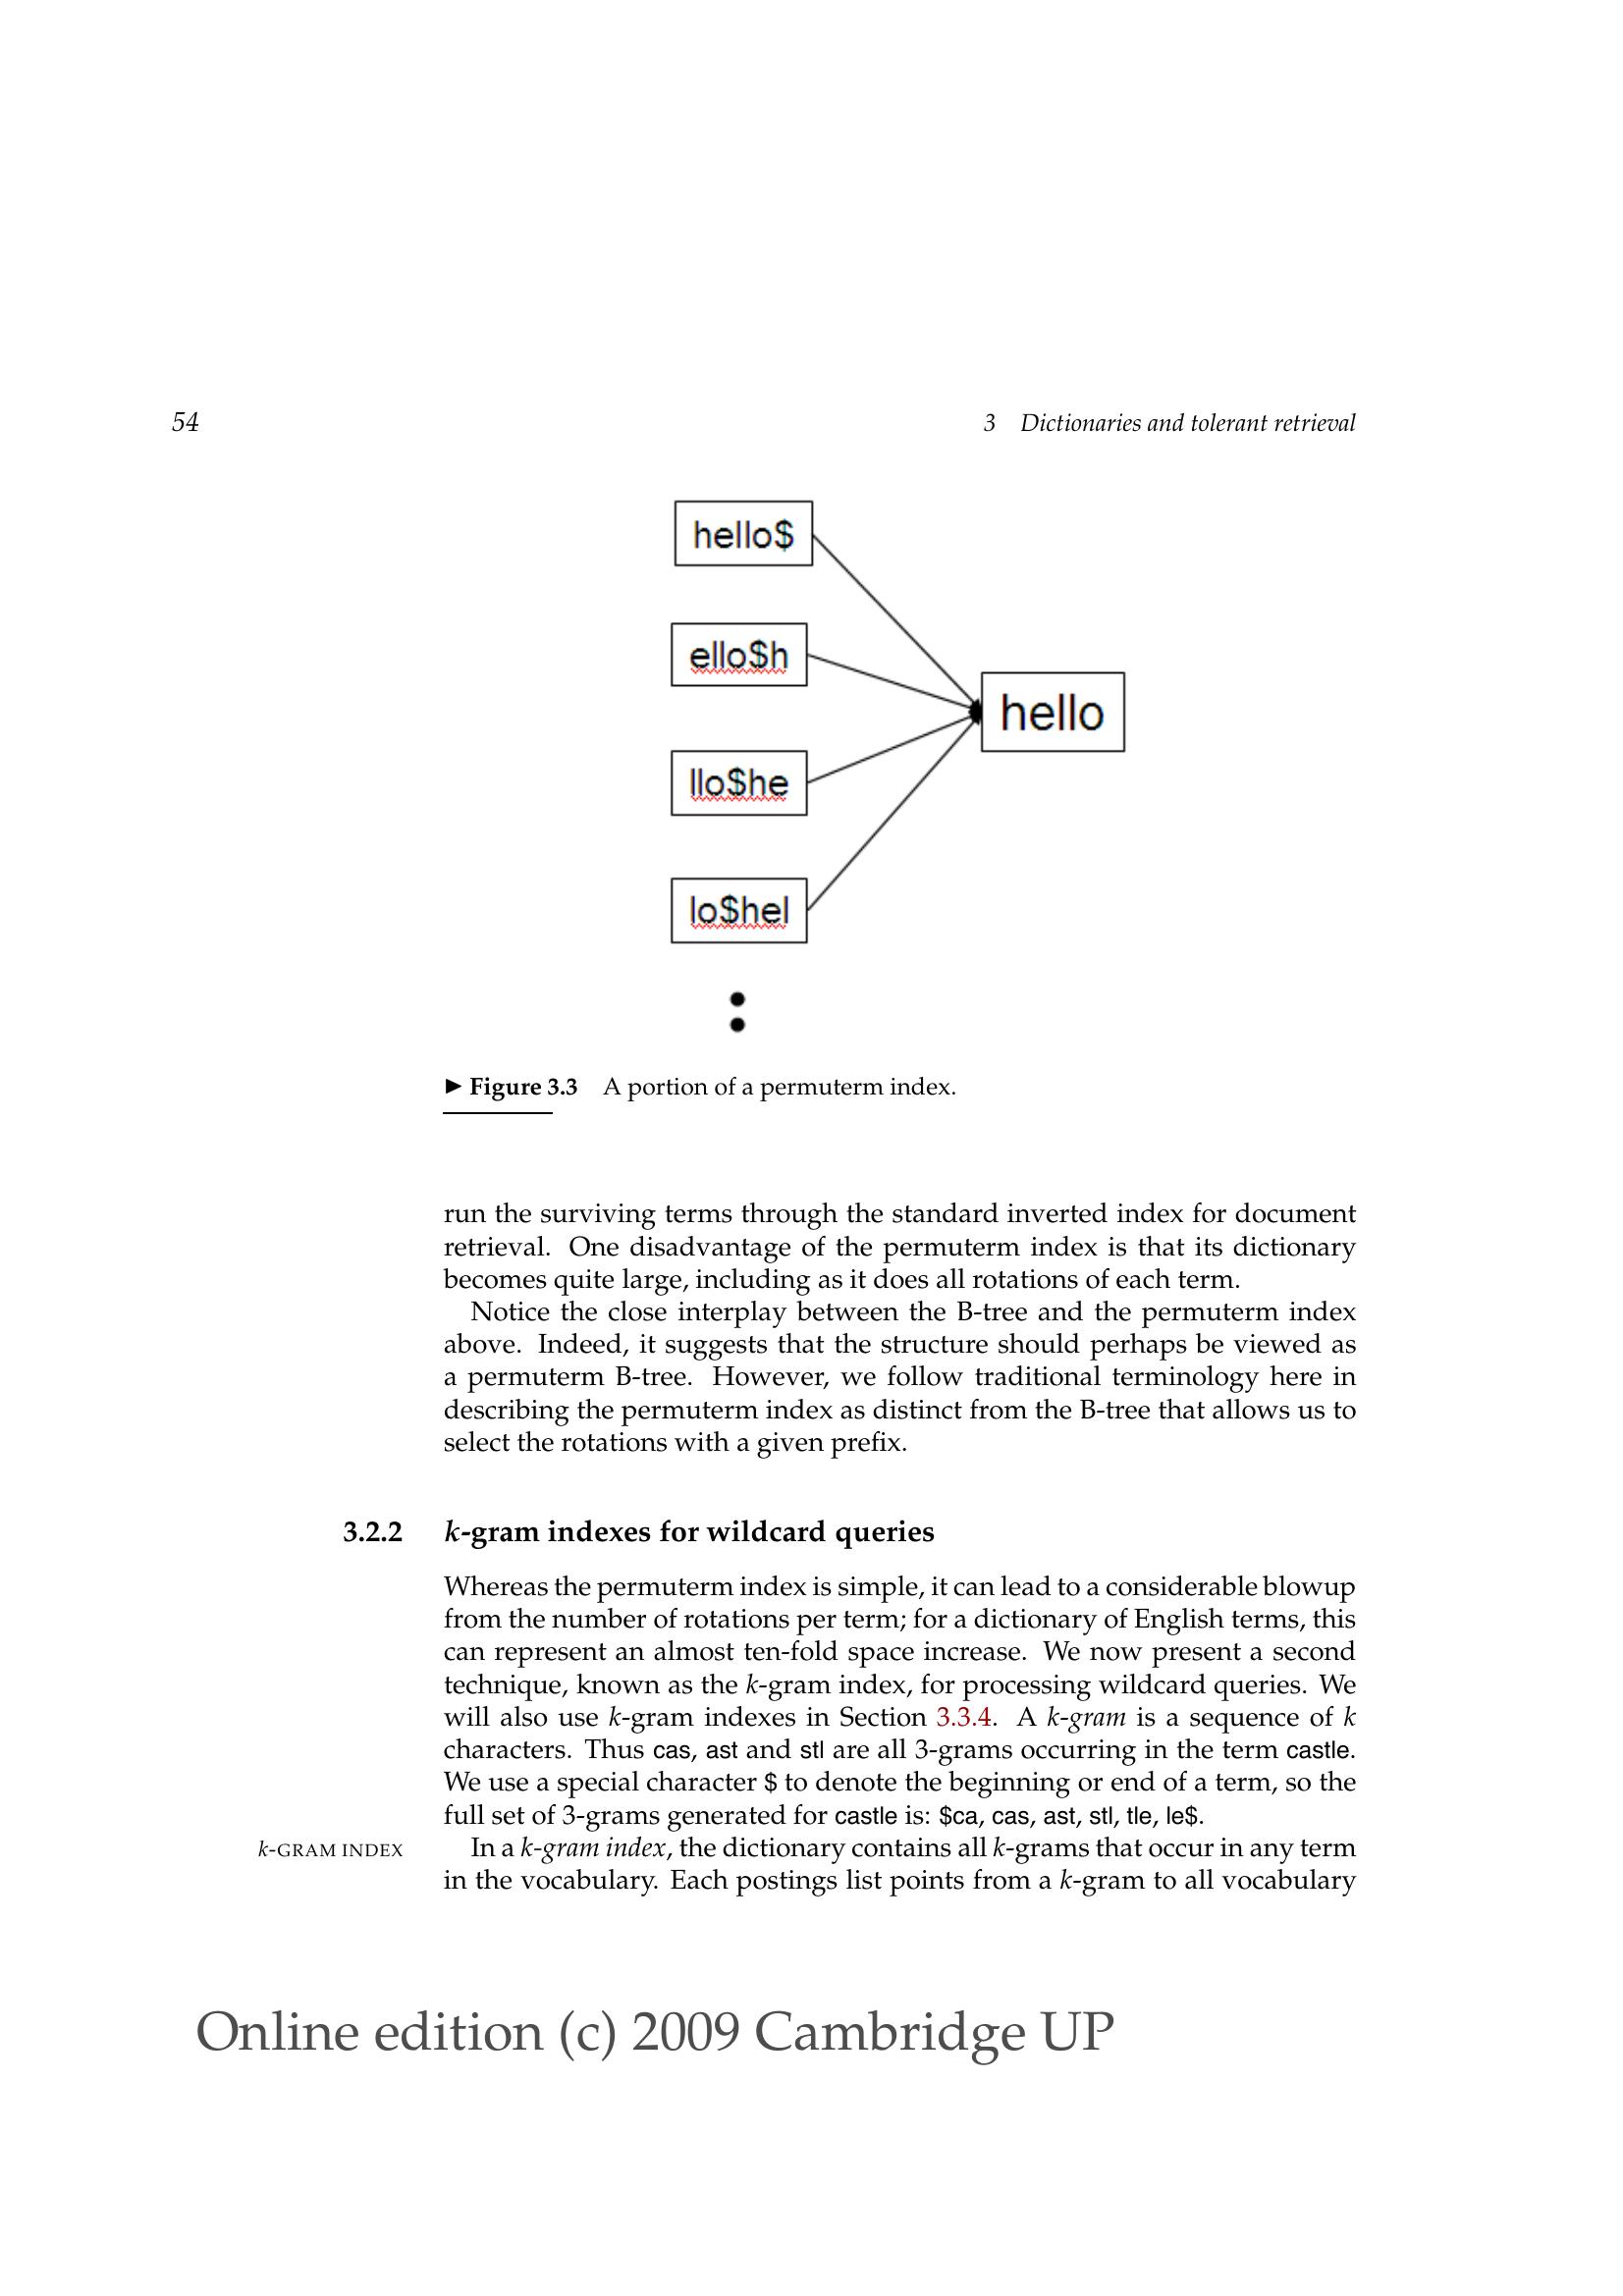 54
3 Dictionaries and tolerant retrieval
hello$
ello$h
hello
llo$he
lo$hel
► Figure 3.3 A portion of a permuterm index.
run the surviving terms through the standard inverted index for document
retrieval. One disadvantage of the permuterm index is that its dictionary
becomes quite large, including as it does all rotations of each term.
Notice the close interplay between the B-tree and the permuterm index
above. Indeed, it suggests that the structure should perhaps be viewed as
a permuterm B-tree. However, we follow traditional terminology here in
describing the permuterm index as distinct from the B-tree that allows us to
select the rotations with a given prefix.
3.2.2 k-gram indexes for wildcard queries
Whereas the permuterm index is simple, it can lead to a considerable blowup
from the number of rotations per term; for a dictionary of English terms, this
can represent an almost ten-fold space increase. We now present a second
technique, known as the k-gram index, for processing wildcard queries. We
will also use k-gram indexes in Section 3.3.4. A k-gram is a sequence of k
characters. Thus cas, ast and stl are all 3-grams occurring in the term castle.
We use a special character $ to denote the beginning or end of a term, so the
full set of 3-grams generated for castle is: $ca, cas, ast, stl, tle, le$.
k-GRAM INDEX
In a k-gram index, the dictionary contains all k-grams that occur in any term
in the vocabulary. Each postings list points from a k-gram to all vocabulary
Online edition (c) 2009 Cambridge UP